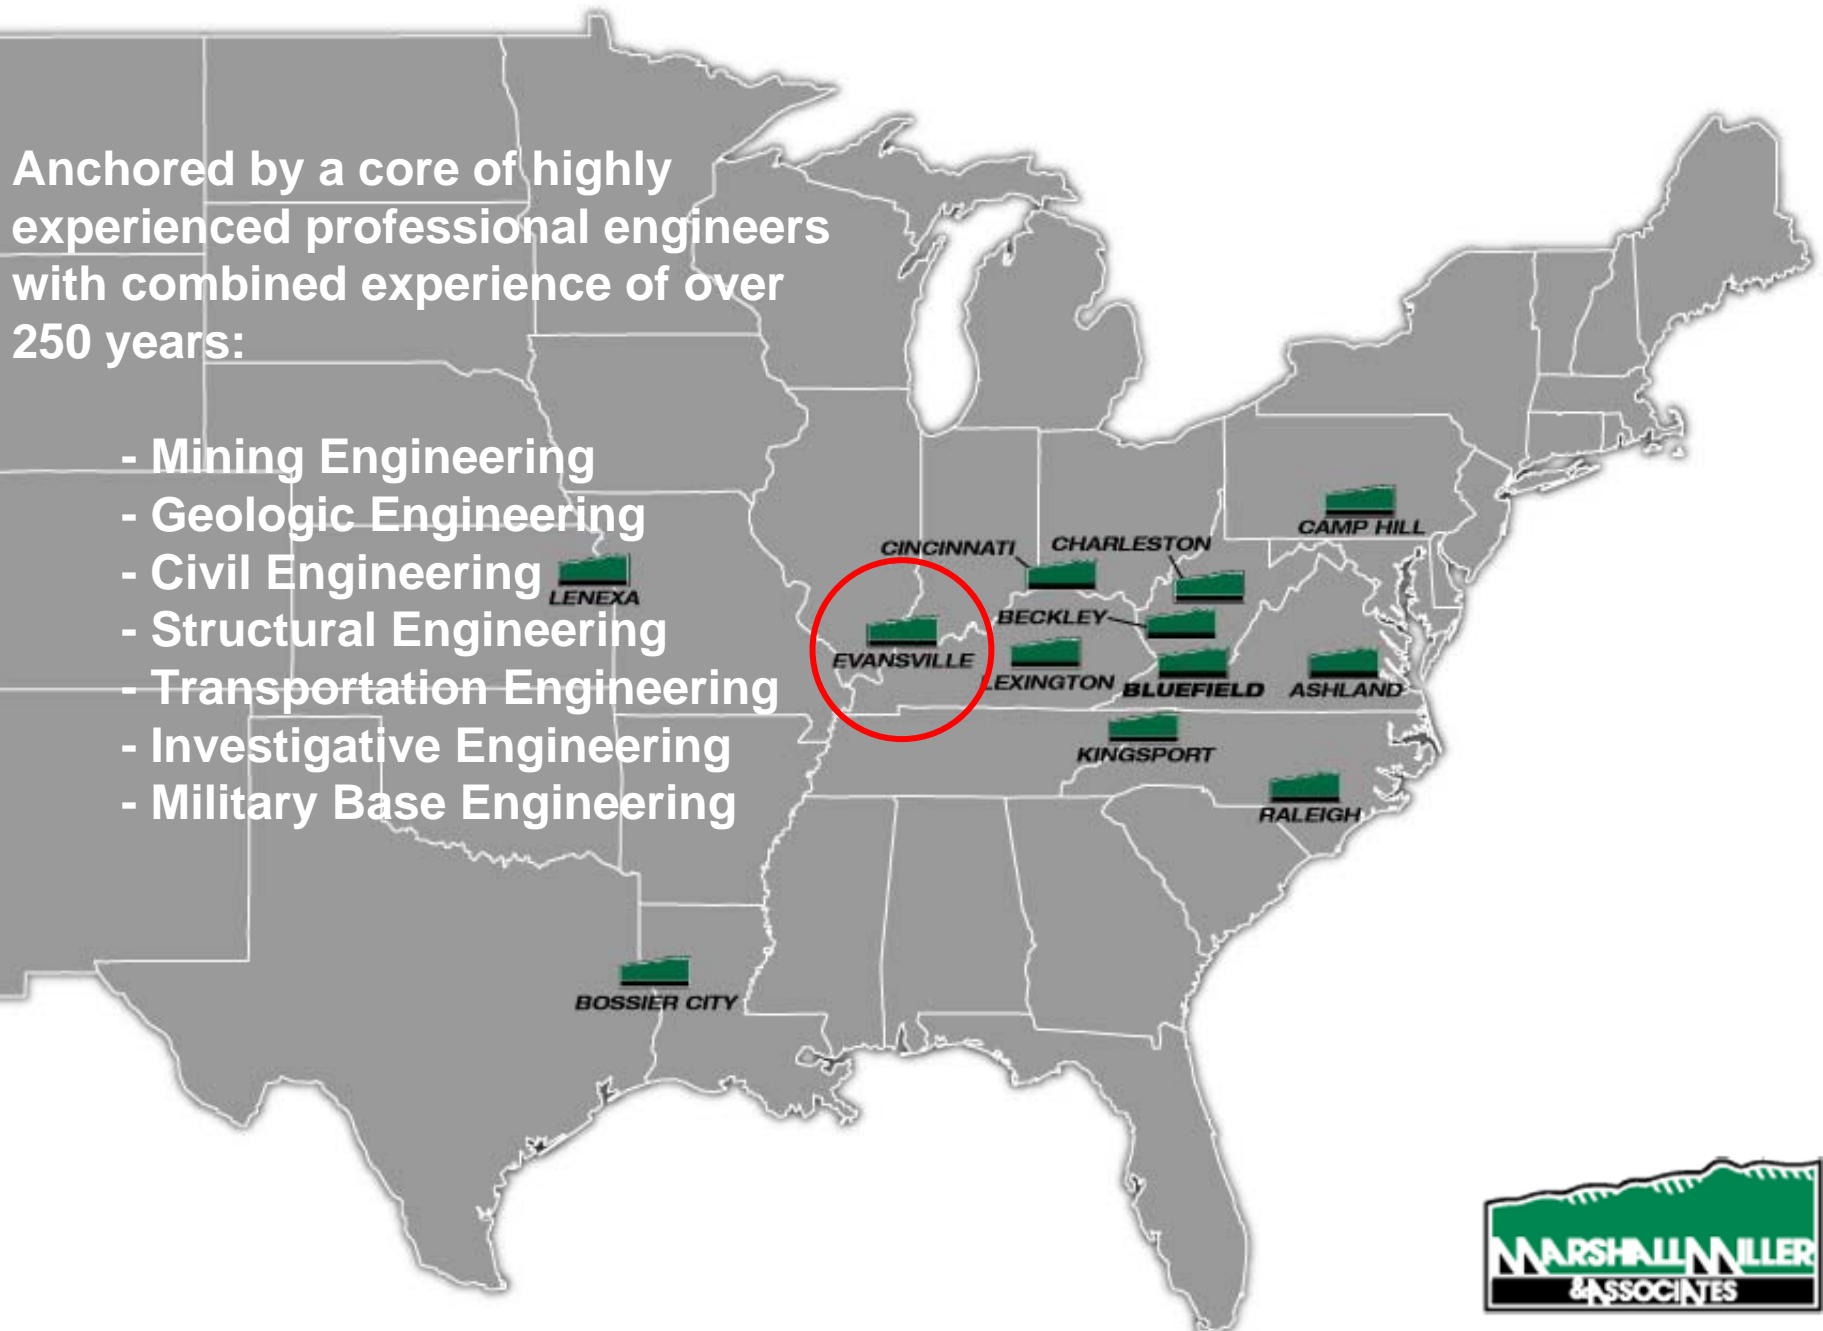 Anchored by a core of highly
experienced professional engineers
with combined experience of over
250 years:
- Mining Engineering
- Geologic Engineering
- Civil Engineering
- Structural Engineering
- Transportation Engineering
- Investigative Engineering
- Military Base Engineering
CAMP HILL
CINCINNATI
CHARLESTON
LENEXA
BECKLEY
EVANSVILLE
LEXINGTON
BLUEFIELD
ASHLAND
KINGSPORT
RALEIGH
BOSSIER CITY
MARSHALL MILLER
& ASSOCIATES